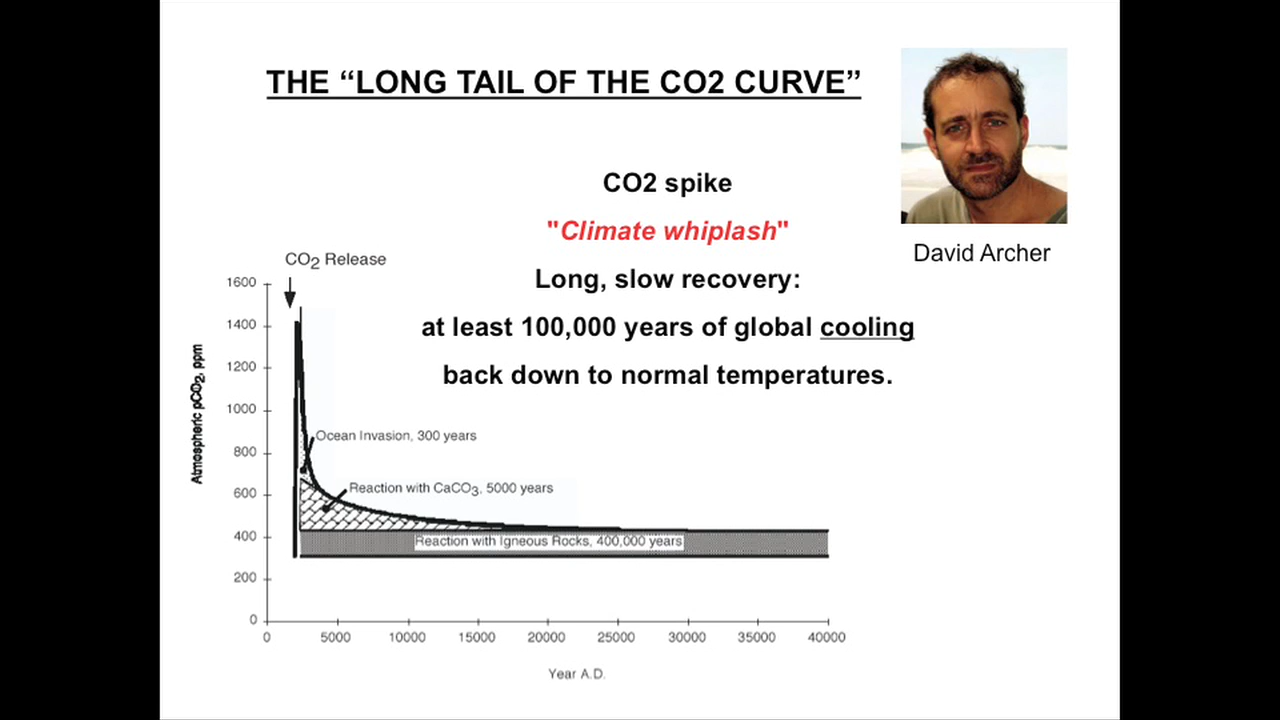 THE “LONG TAIL OF THE CO2 CURVE”
CO2 spike
"Climate whiplash"
Long, slow recovery:
at least 100,000 years of global cooling
back down to normal temperatures.
David Archer
CO2 Release
1600
1400
1200
1000
800
600
400
200
0
Atmospheric pCO2, ppm
Ocean Invasion, 300 years
Reaction with CaCO3, 5000 years
Reaction with Igneous Rocks, 400,000 years
0 5000 10000 15000 20000 25000 30000 35000 40000
Year A.D.